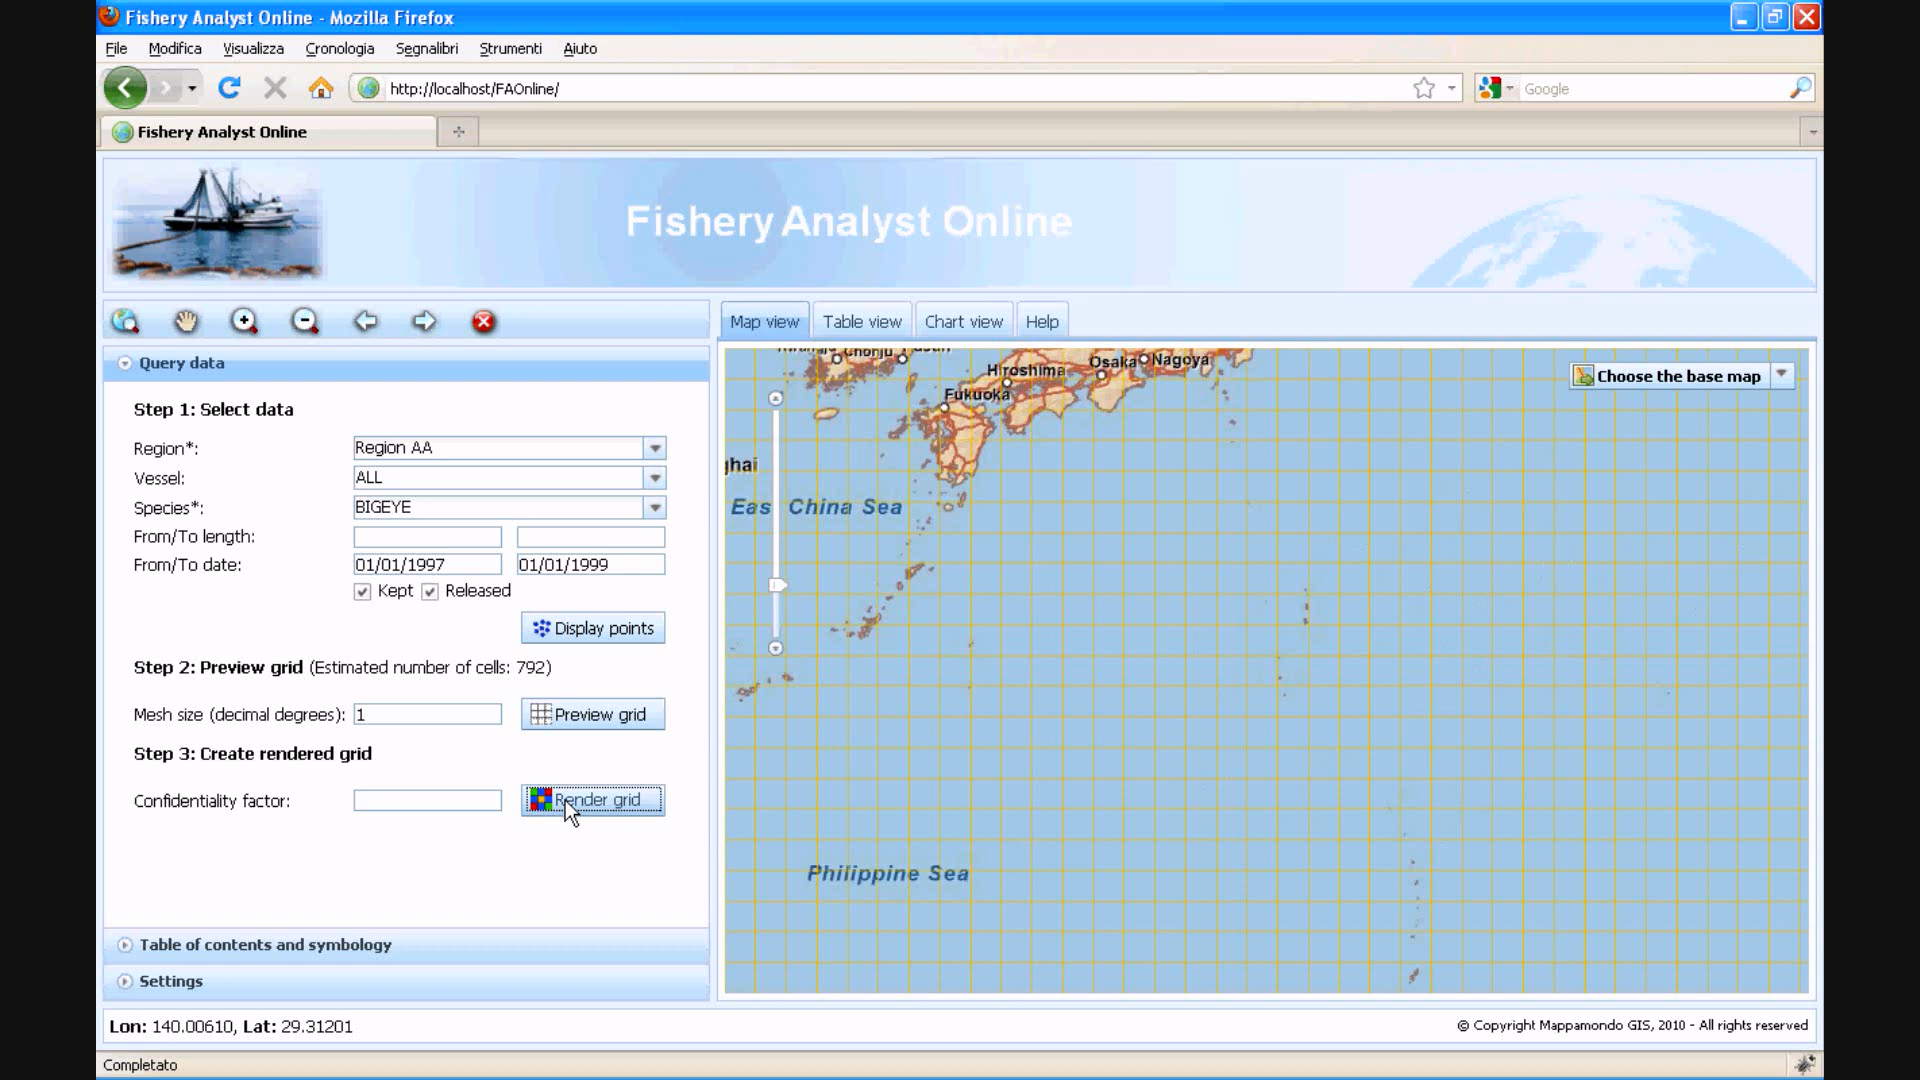 Fishery Analyst Online - Mozilla Firefox
File Modifica Visualizza Cronologia Segnalibri Strumenti Aiuto
http://localhost/FAOnline/
Google
Fishery Analyst Online
Fishery Analyst Online
Map view Table view Chart view Help
Query data
Step 1: Select data
Region*: Region AA
Vessel: ALL
Species*: BIGEYE
From/To length:
From/To date: 01/01/1997 01/01/1999
Kept Released
Display points
Step 2: Preview grid (Estimated number of cells: 792)
Mesh size (decimal degrees): 1 Preview grid
Step 3: Create rendered grid
Confidentiality factor: Render grid
Table of contents and symbology
Settings
Choose the base map
Hiroshima
Osaka
Nagoya
Fukuoka
ghai
Eas China Sea
Philippine Sea
Lon: 140.00610, Lat: 29.31201
© Copyright Mappamondo GIS, 2010 - All rights reserved
Completato